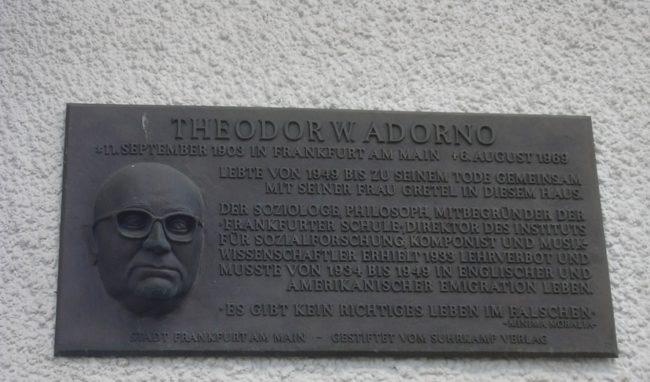 THEODOR W. ADORNO
*11. SEPTEMBER 1903 IN FRANKFURT AM MAIN +6. AUGUST 1969
LEBTE VON 1949 BIS ZU SEINEM TODE GEMEINSAM
MIT SEINER FRAU GRETEL IN DIESEM HAUS.
DER SOZIOLOGE, PHILOSOPH, MITBEGRÜNDER DER
›FRANKFURTER SCHULE‹, DIREKTOR DES INSTITUTS
FÜR SOZIALFORSCHUNG, KOMPONIST UND MUSIK-
WISSENSCHAFTLER ERHIELT 1933 LEHRVERBOT UND
MUSSTE VON 1934 BIS 1949 IN ENGLISCHER UND
AMERIKANISCHER EMIGRATION LEBEN.
›ES GIBT KEIN RICHTIGES LEBEN IM FALSCHEN‹
–MINIMA MORALIA–
STADT FRANKFURT AM MAIN – GESTIFTET VOM SUHRKAMP VERLAG